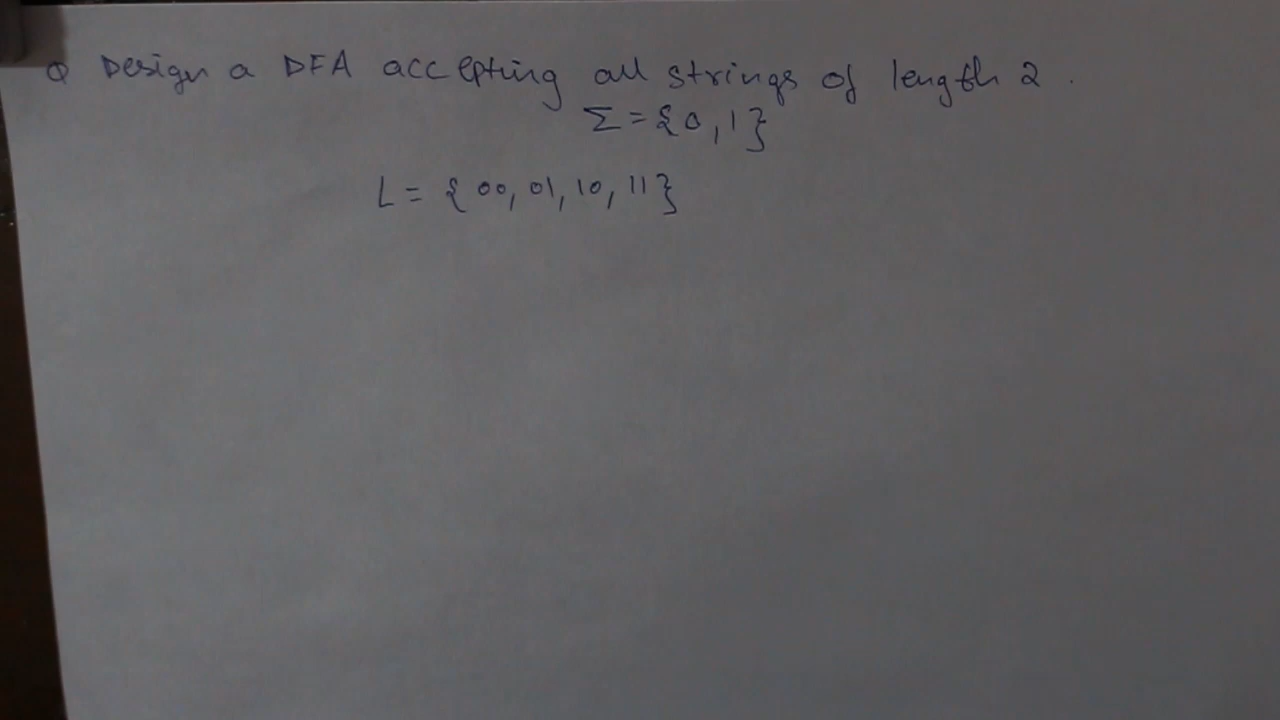 Q Design a DFA accepting all strings of length 2.
Σ = {0, 1}
L = {00, 01, 10, 11}